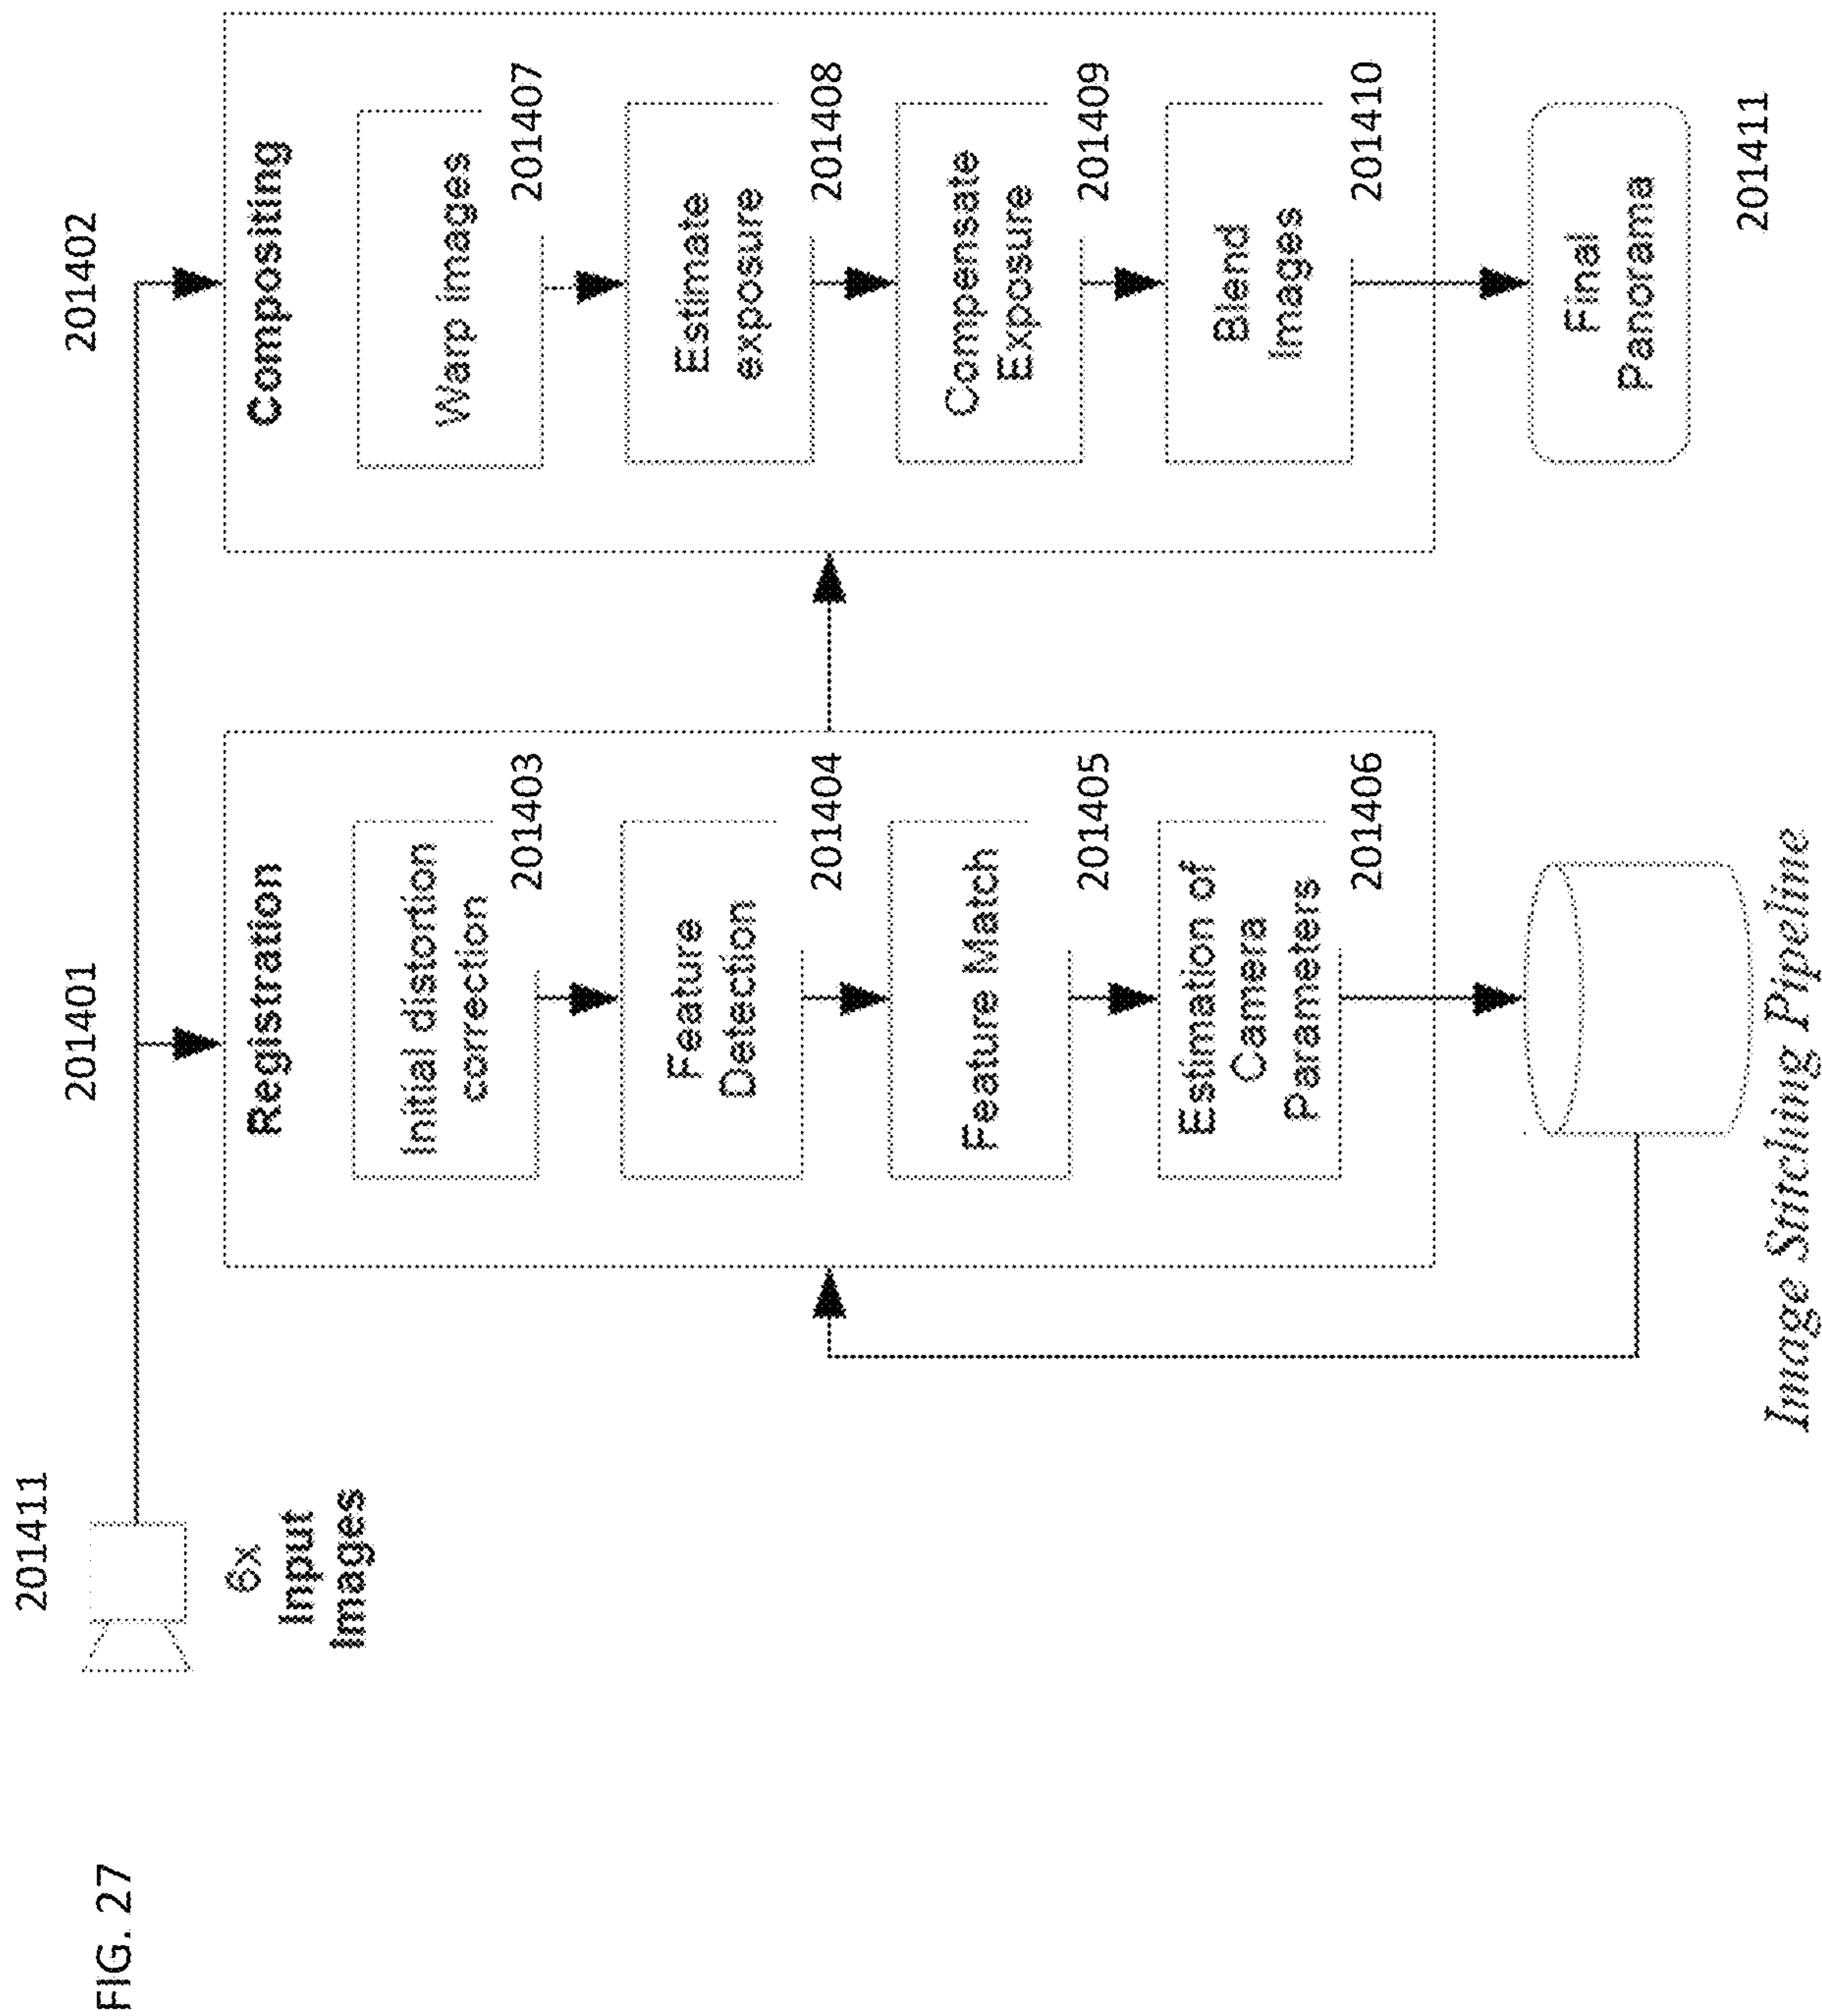 FIG. 27
201411
6x
Input
Images
201401
Registration
Initial distortion
correction
201403
Feature
Detection
201404
Feature Match
201405
Estimation of
Camera
Parameters
201406
Image Stitching Pipeline
201402
Compositing
Warp images
201407
Estimate
exposure
201408
Compensate
Exposure
201409
Blend
Images
201410
Final
Panorama
201411